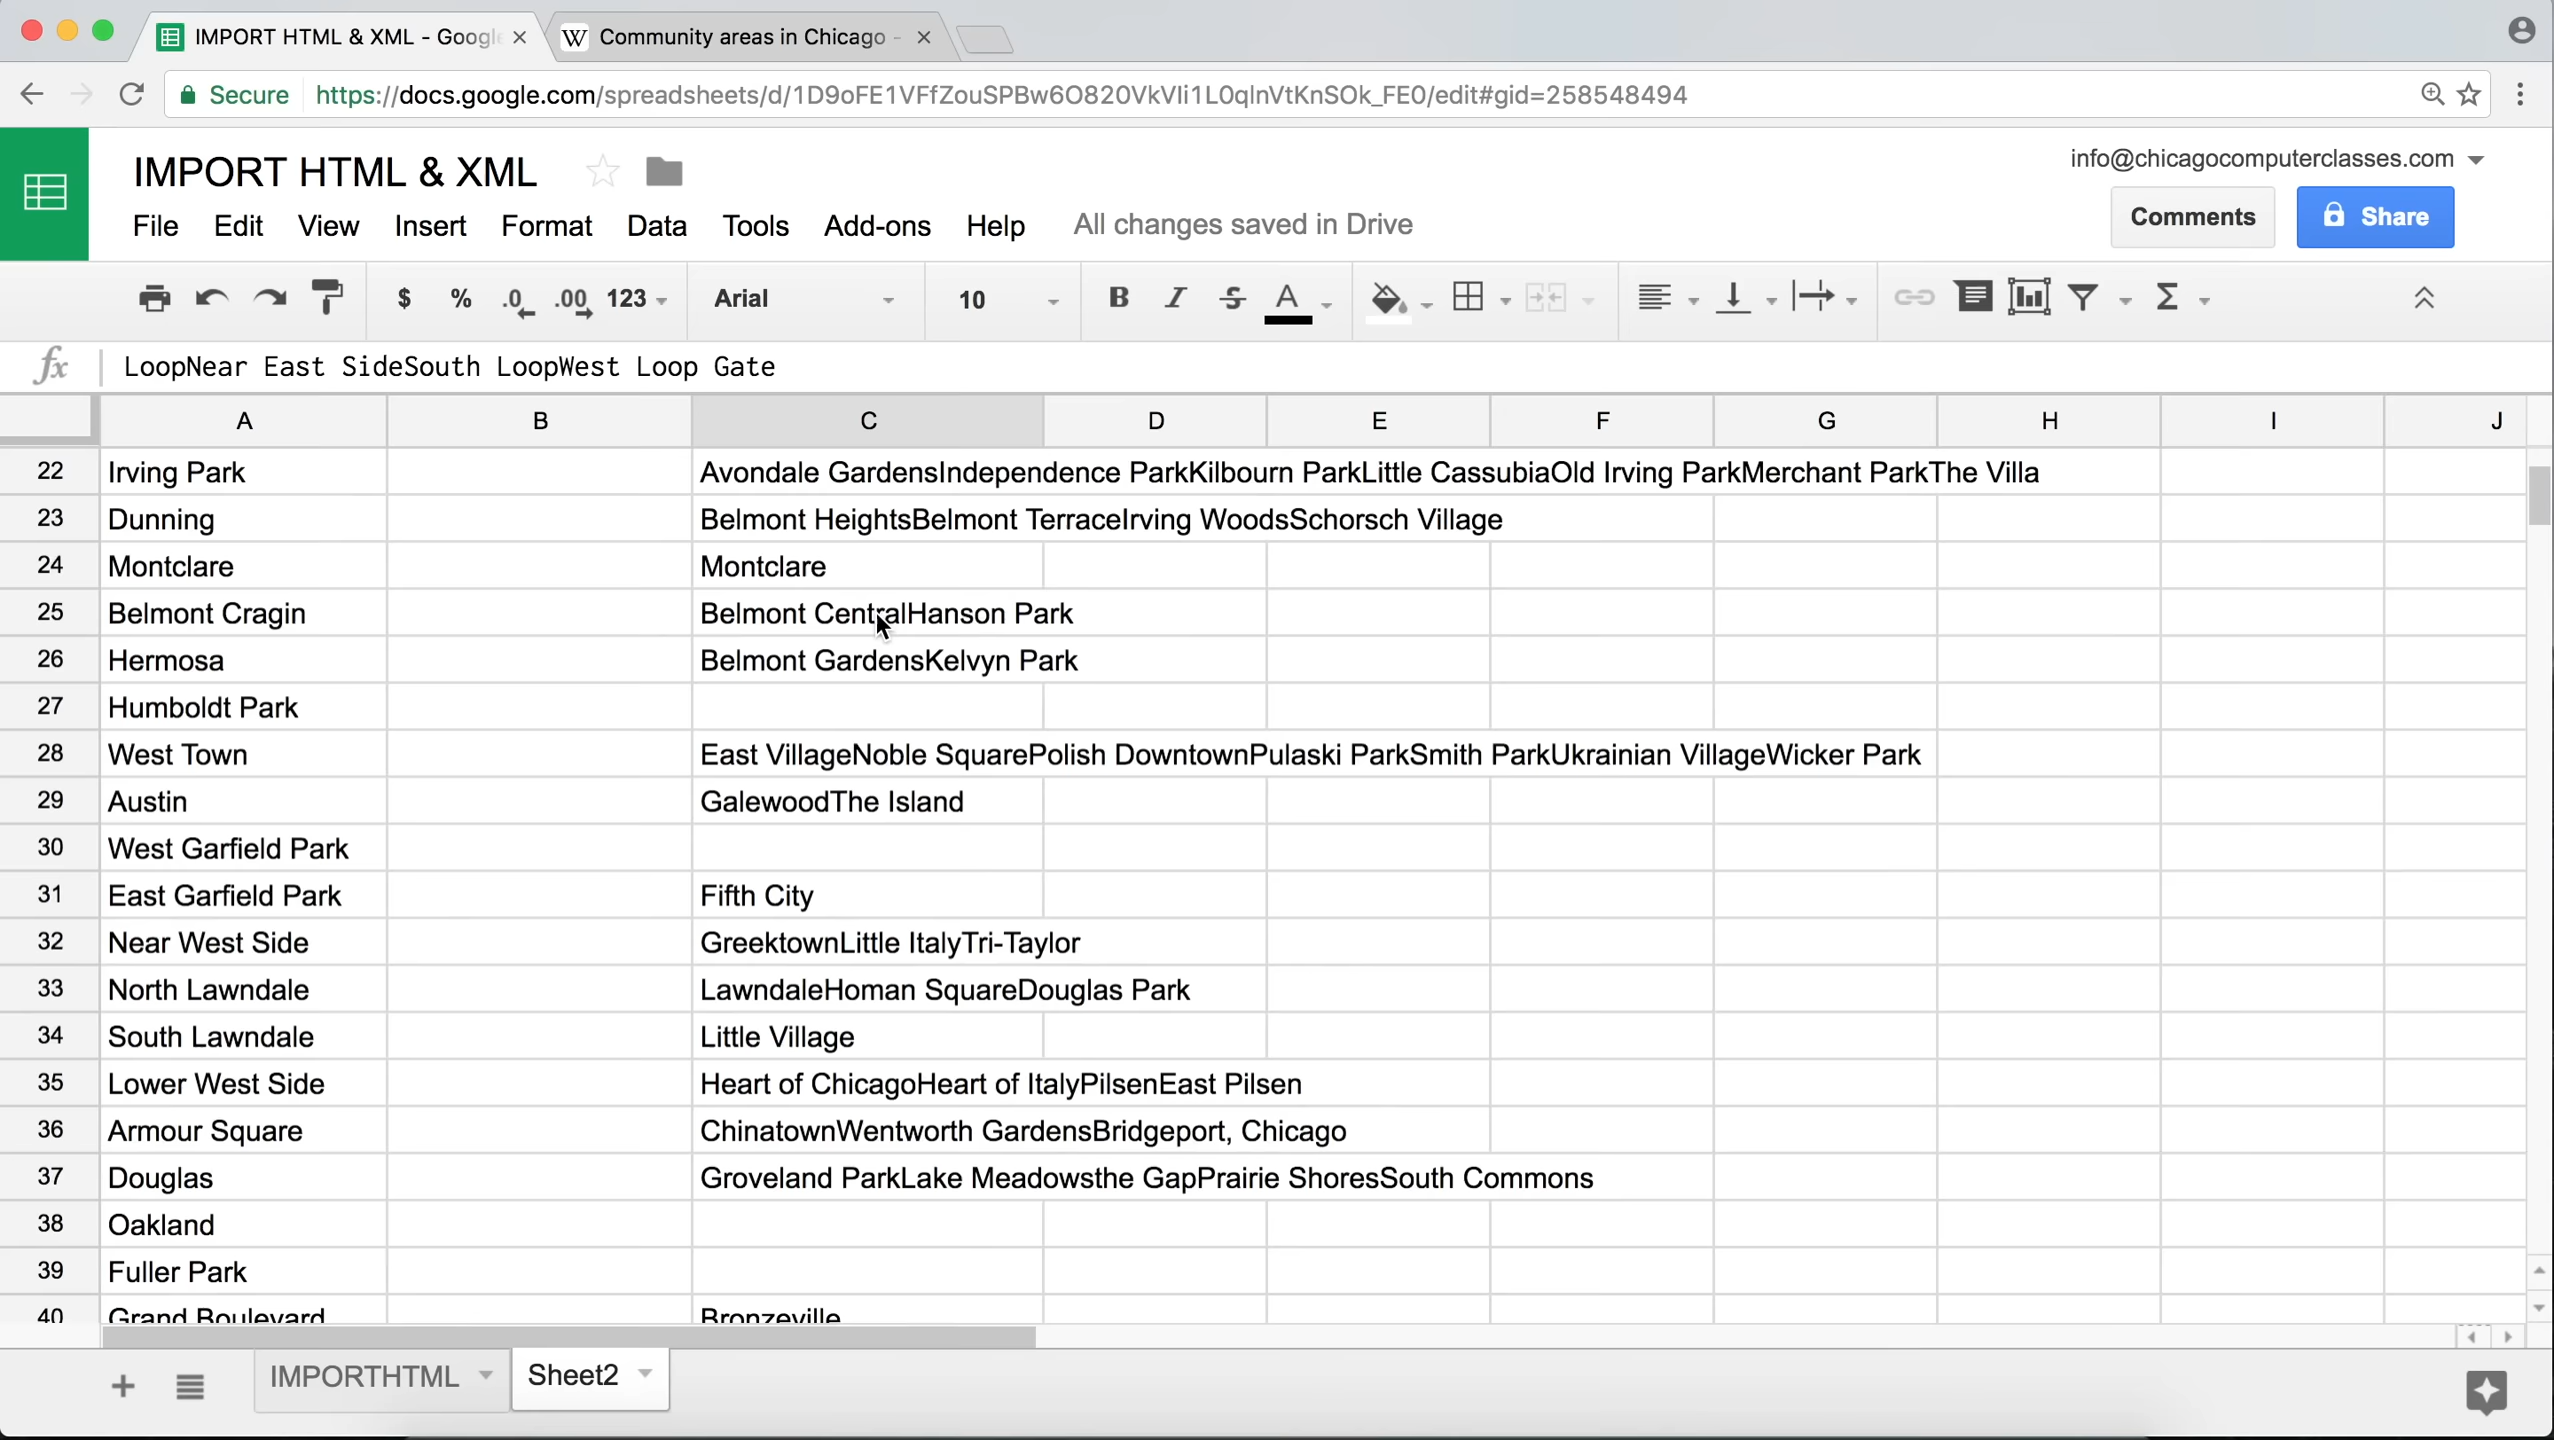 IMPORT HTML & XML - Googl
Community areas in Chicago -
Secure https://docs.google.com/spreadsheets/d/1D9oFE1VFfZouSPBw6O820VkVli1L0qlnVtKnSOk_FE0/edit#gid=258548494
IMPORT HTML & XML
info@chicagocomputerclasses.com
File Edit View Insert Format Data Tools Add-ons Help All changes saved in Drive
Comments Share
$ % .0 .00 123 Arial 10 B I S A
fx LoopNear East SideSouth LoopWest Loop Gate
A B C D E F G H I J
22 Irving Park Avondale GardensIndependence ParkKilbourn ParkLittle CassubiaOld Irving ParkMerchant ParkThe Villa
23 Dunning Belmont HeightsBelmont TerraceIrving WoodsSchorsch Village
24 Montclare Montclare
25 Belmont Cragin Belmont CentralHanson Park
26 Hermosa Belmont GardensKelvyn Park
27 Humboldt Park
28 West Town East VillageNoble SquarePolish DowntownPulaski ParkSmith ParkUkrainian VillageWicker Park
29 Austin GalewoodThe Island
30 West Garfield Park
31 East Garfield Park Fifth City
32 Near West Side GreektownLittle ItalyTri-Taylor
33 North Lawndale LawndaleHoman SquareDouglas Park
34 South Lawndale Little Village
35 Lower West Side Heart of ChicagoHeart of ItalyPilsenEast Pilsen
36 Armour Square ChinatownWentworth GardensBridgeport, Chicago
37 Douglas Groveland ParkLake Meadowsthe GapPrairie ShoresSouth Commons
38 Oakland
39 Fuller Park
40 Grand Boulevard Bronzeville
IMPORTHTML Sheet2